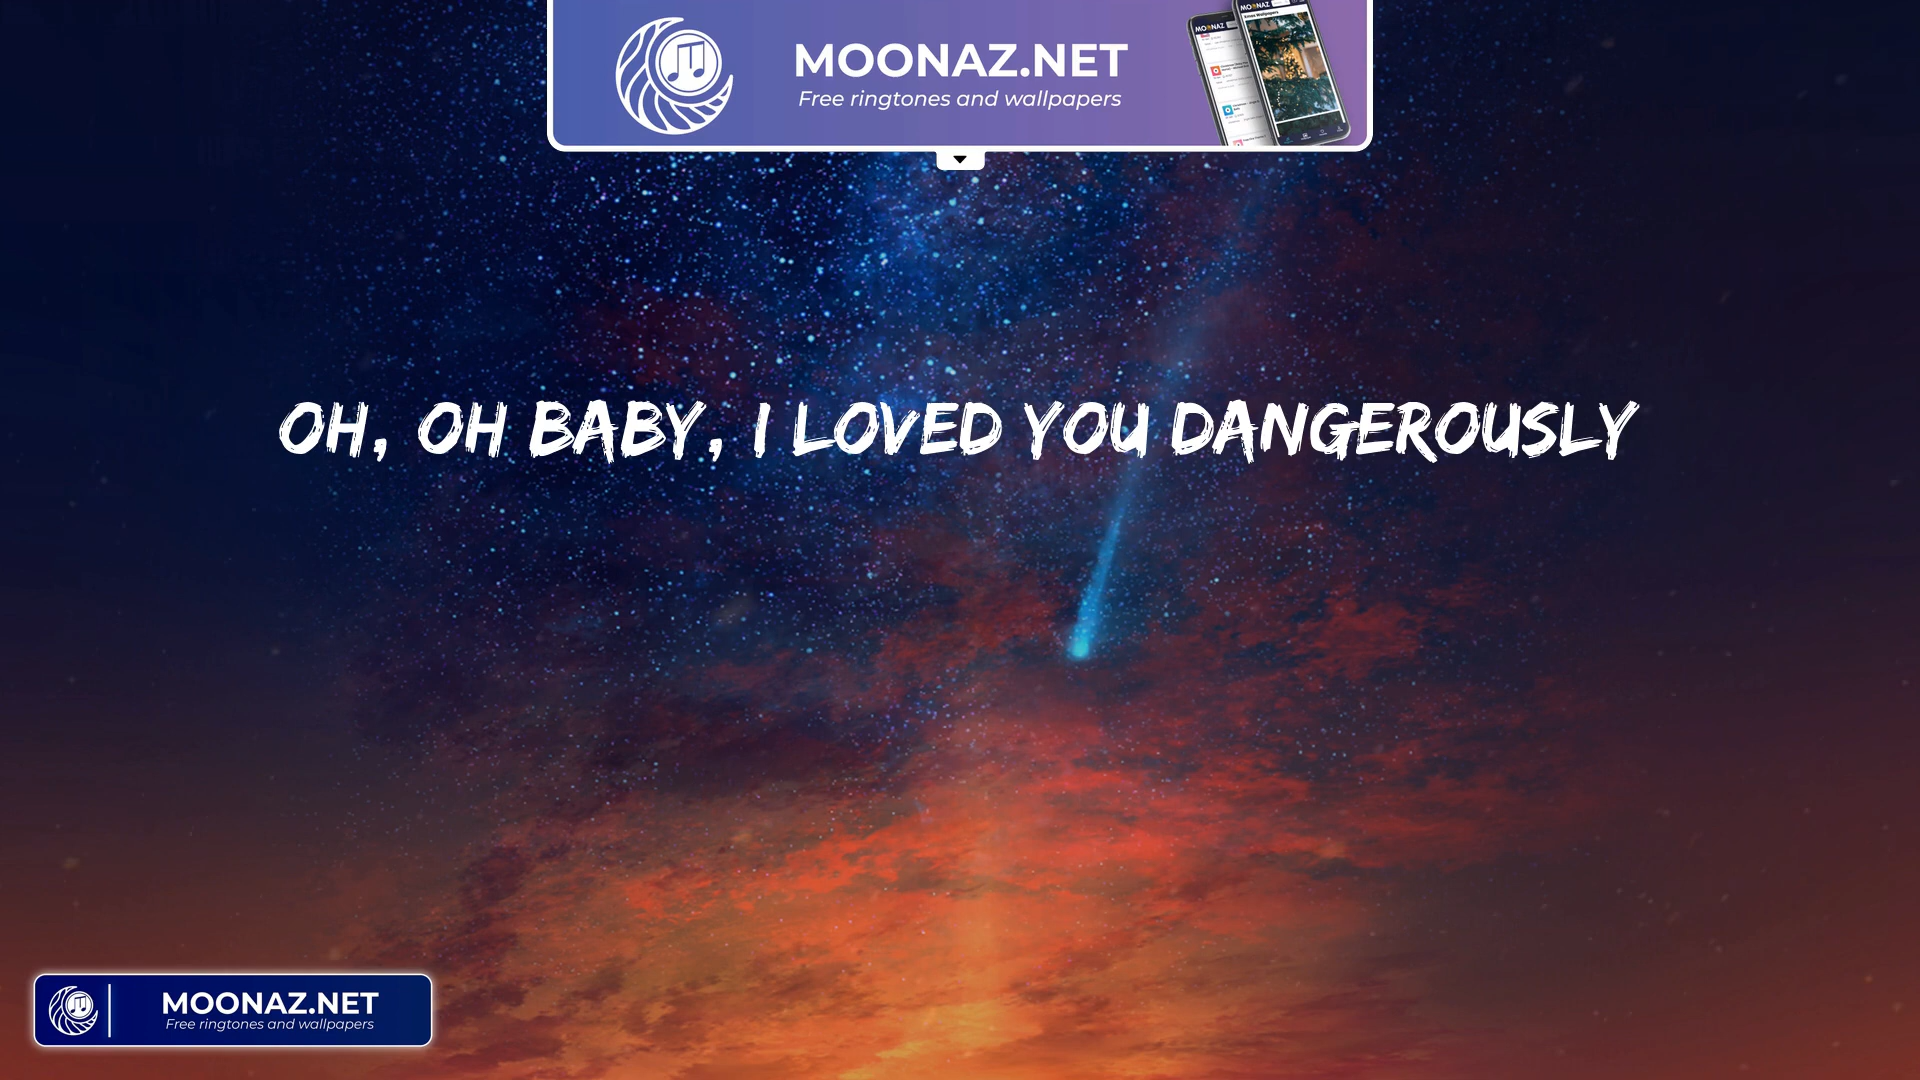 MOONAZ.NET
Free ringtones and wallpapers
OH, OH BABY, I LOVED YOU DANGEROUSLY
MOONAZ.NET
Free ringtones and wallpapers